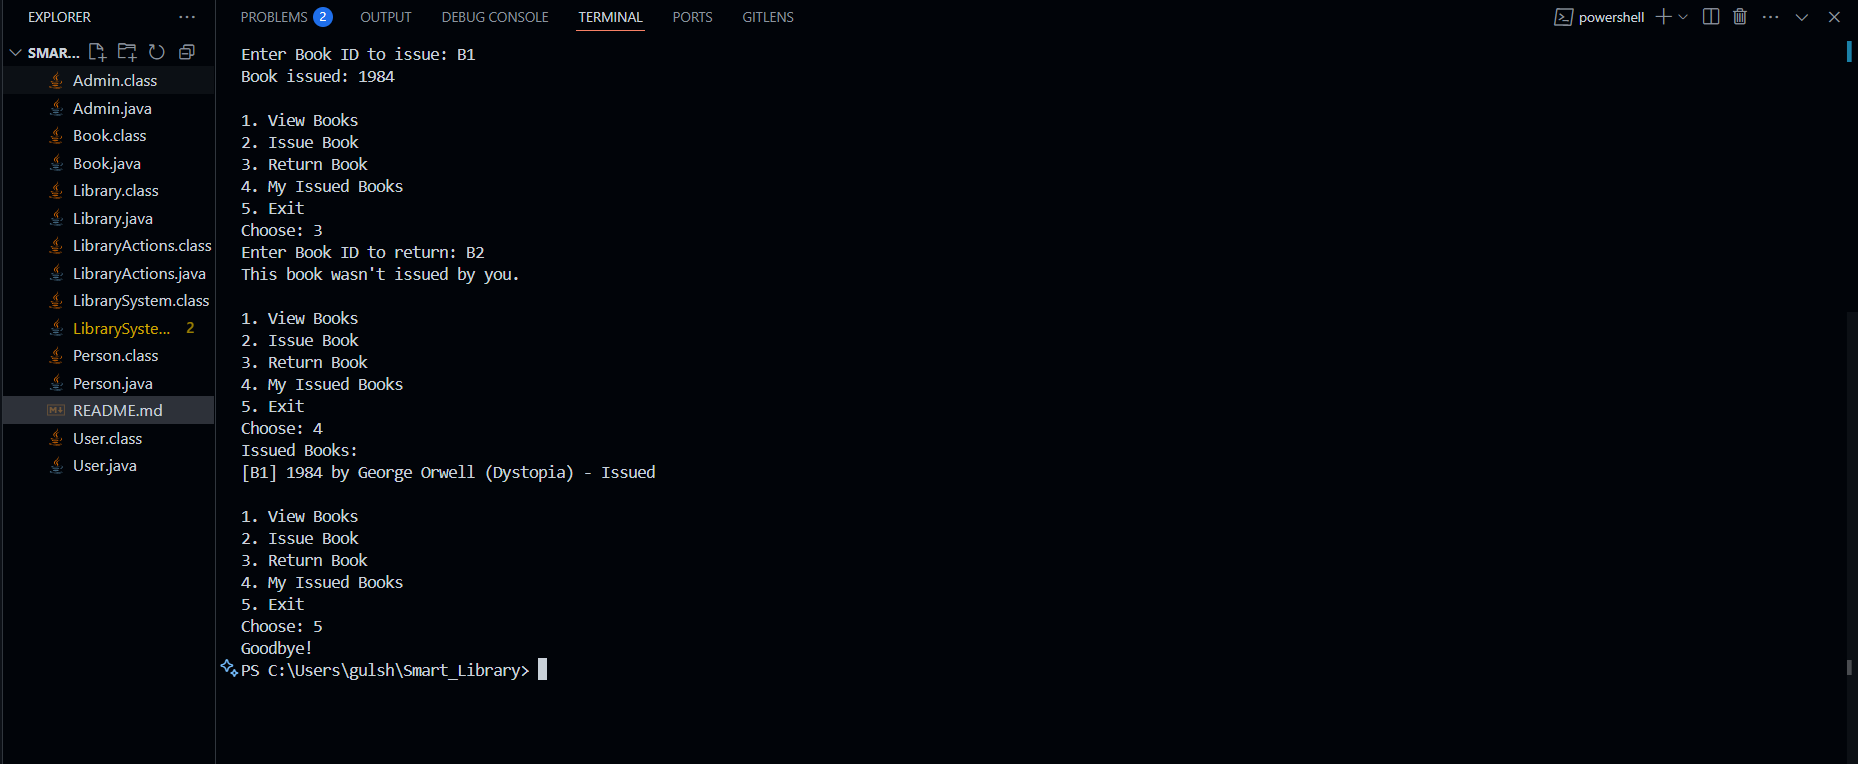 EXPLORER ...
SMAR...
Admin.class
Admin.java
Book.class
Book.java
Library.class
Library.java
LibraryActions.class
LibraryActions.java
LibrarySystem.class
LibrarySyste... 2
Person.class
Person.java
README.md
User.class
User.java
PROBLEMS 2 OUTPUT DEBUG CONSOLE TERMINAL PORTS GITLENS powershell
Enter Book ID to issue: B1
Book issued: 1984
1. View Books
2. Issue Book
3. Return Book
4. My Issued Books
5. Exit
Choose: 3
Enter Book ID to return: B2
This book wasn't issued by you.
1. View Books
2. Issue Book
3. Return Book
4. My Issued Books
5. Exit
Choose: 4
Issued Books:
[B1] 1984 by George Orwell (Dystopia) - Issued
1. View Books
2. Issue Book
3. Return Book
4. My Issued Books
5. Exit
Choose: 5
Goodbye!
PS C:\Users\gulsh\Smart_Library>